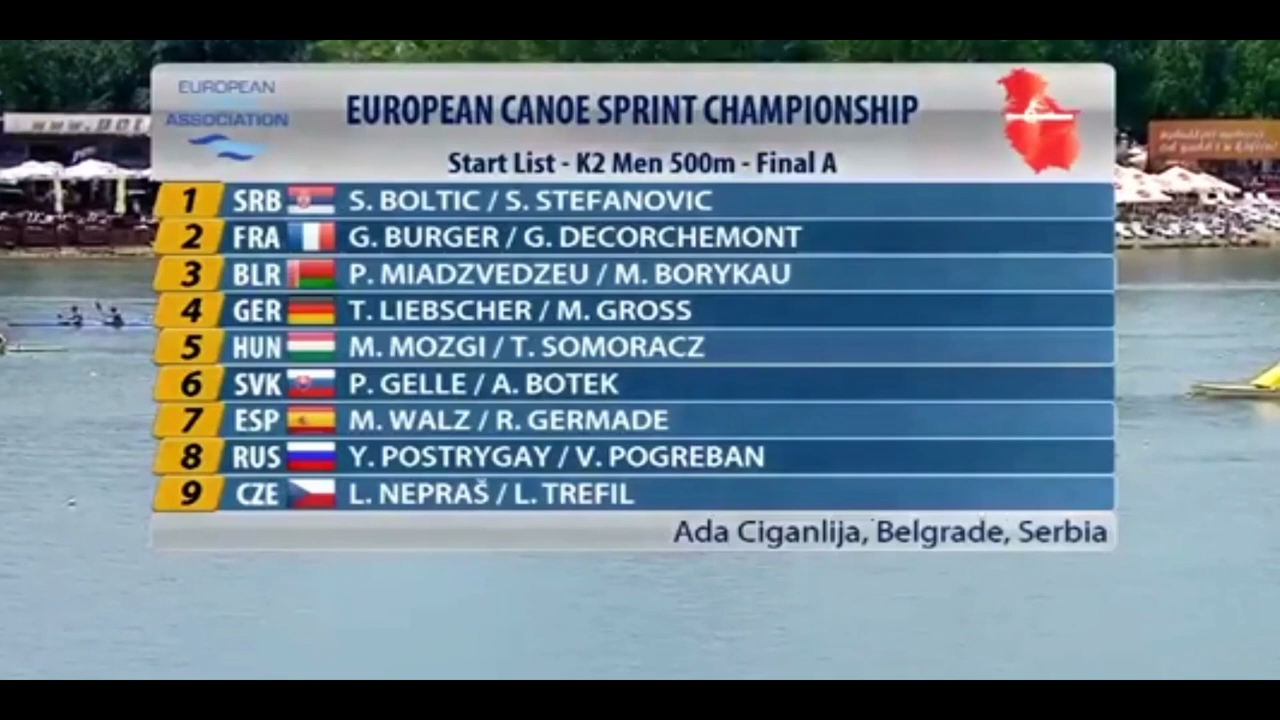 EUROPEAN
ASSOCIATION
EUROPEAN CANOE SPRINT CHAMPIONSHIP
Start List - K2 Men 500m - Final A
1 SRB S. BOLTIC / S. STEFANOVIC
2 FRA G. BURGER / G. DECORCHEMONT
3 BLR P. MIADZVEDZEU / M. BORYKAU
4 GER T. LIEBSCHER / M. GROSS
5 HUN M. MOZGI / T. SOMORACZ
6 SVK P. GELLE / A. BOTEK
7 ESP M. WALZ / R. GERMADE
8 RUS Y. POSTRYGAY / V. POGREBAN
9 CZE L. NEPRAŠ / L. TREFIL
Ada Ciganlija, Belgrade, Serbia